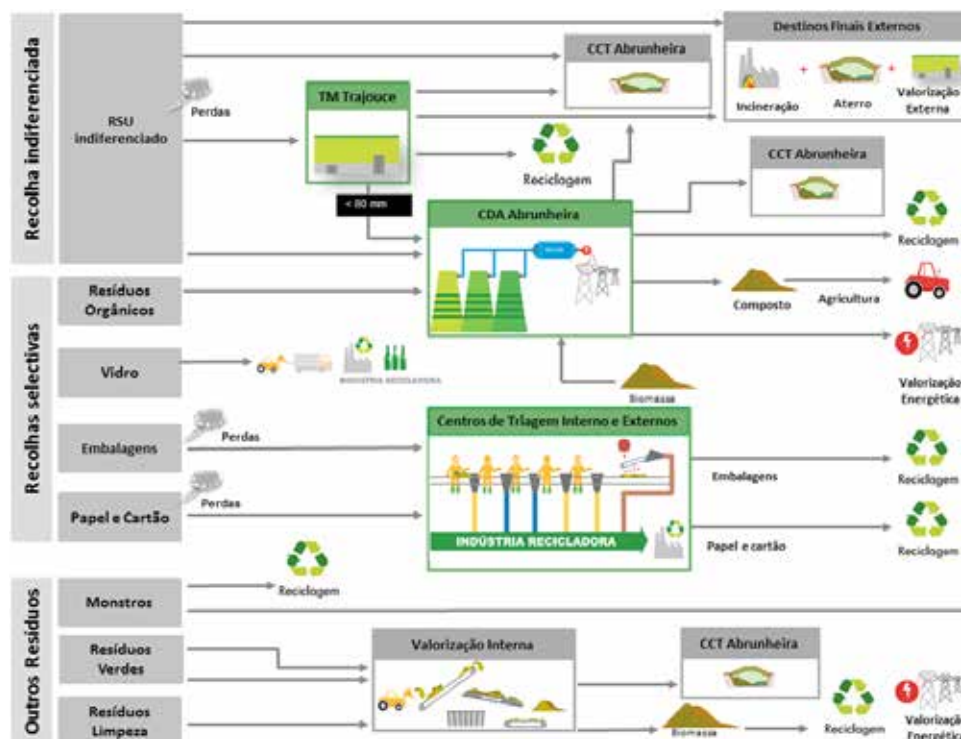 Recolha indiferenciada
RSU
indiferenciado
Perdas
TM Trajouce
< 80 mm
CCT Abrunheira
Destinos Finais Externos
Incineração
+
Aterro
+
Valorização
Externa
Reciclagem
CCT Abrunheira
CDA Abrunheira
Reciclagem
Composto
Agricultura
Valorização
Energética
Recolhas selectivas
Resíduos
Orgânicos
Vidro
INDÚSTRIA RECICLADORA
Biomassa
Embalagens
Perdas
Papel e Cartão
Perdas
Centros de Triagem Interno e Externos
INDÚSTRIA RECICLADORA
Embalagens
Reciclagem
Papel e cartão
Reciclagem
Outros Resíduos
Monstros
Reciclagem
Resíduos
Verdes
Resíduos
Limpeza
Valorização Interna
CCT Abrunheira
Biomassa
Reciclagem
Valorização
Energética